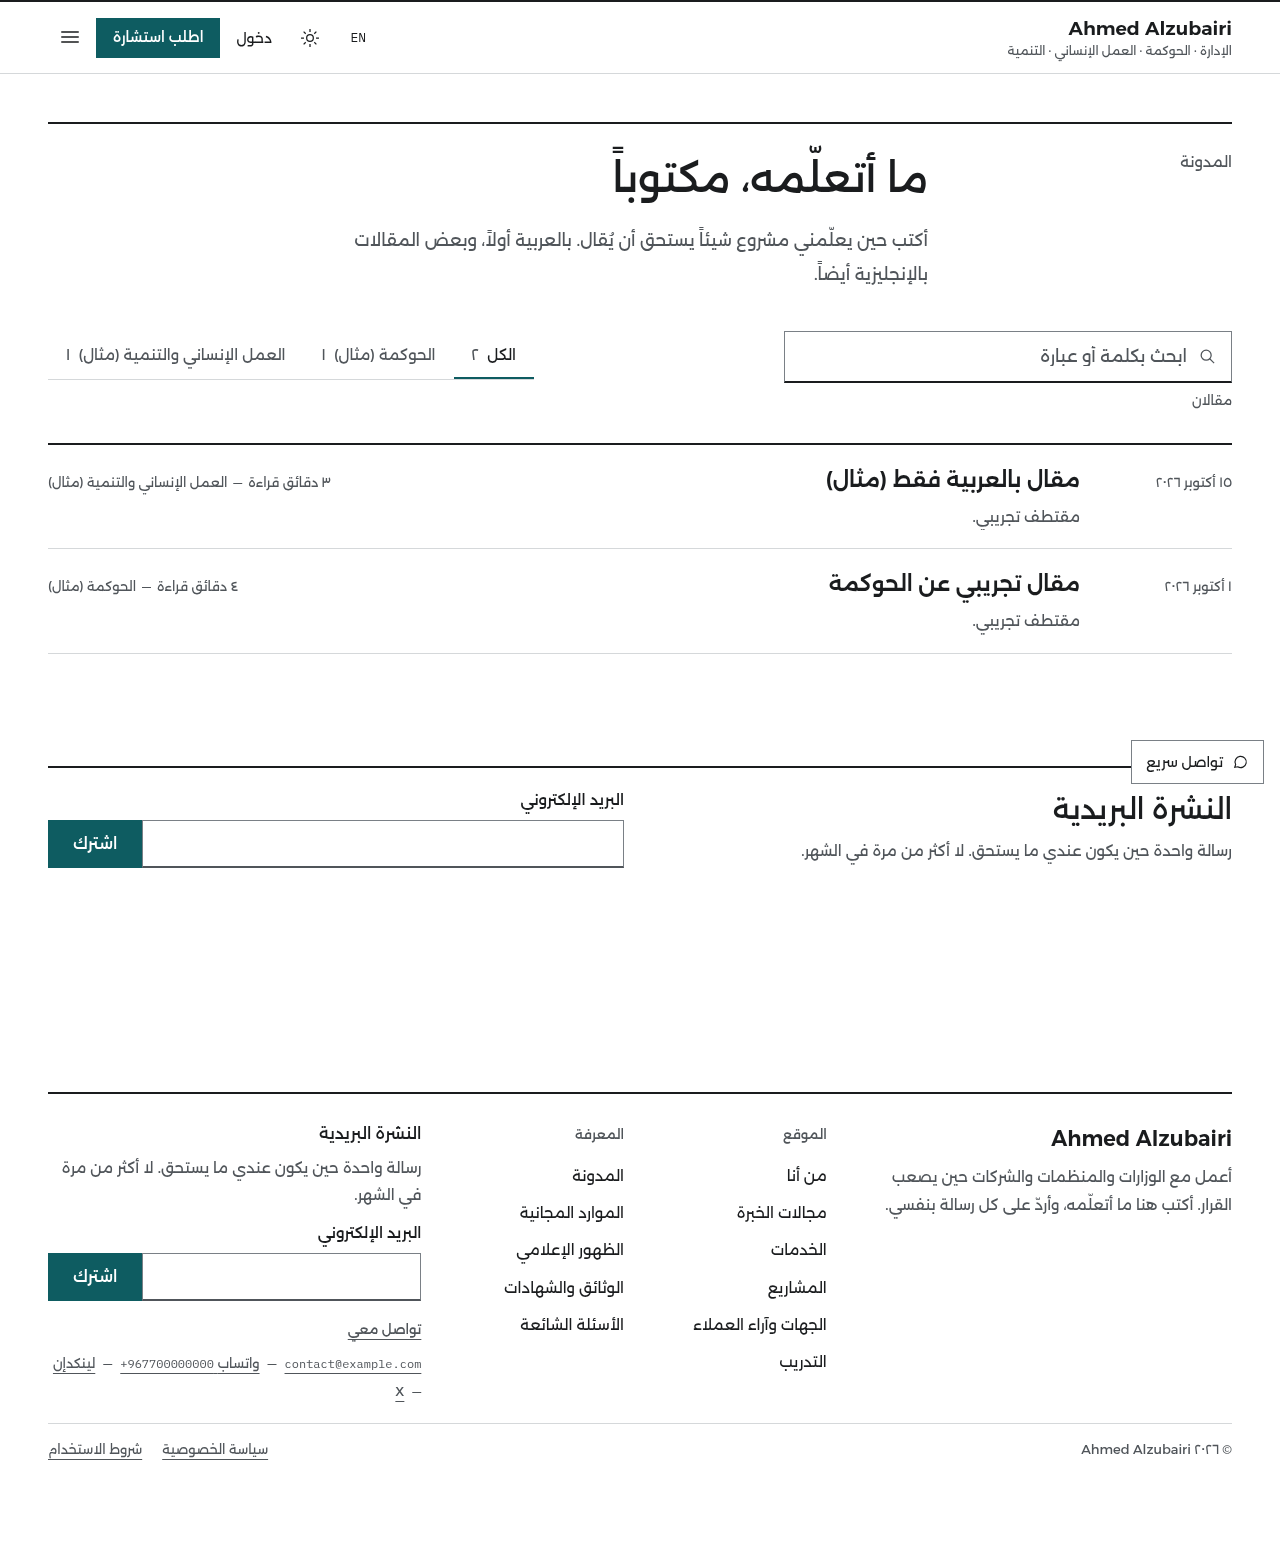 Ahmed Alzubairi
الإدارة · الحوكمة · العمل الإنساني · التنمية
EN
دخول
اطلب استشارة
المدونة
ما أتعلّمه، مكتوباً
أكتب حين يعلّمني مشروع شيئاً يستحق أن يُقال. بالعربية أولاً، وبعض المقالات
بالإنجليزية أيضاً.
ابحث بكلمة أو عبارة
الكل ٢
الحوكمة (مثال) ١
العمل الإنساني والتنمية (مثال) ١
مقالان
١٥ أكتوبر ٢٠٢٦
مقال بالعربية فقط (مثال)
مقتطف تجريبي.
٣ دقائق قراءة — العمل الإنساني والتنمية (مثال)
١ أكتوبر ٢٠٢٦
مقال تجريبي عن الحوكمة
مقتطف تجريبي.
٤ دقائق قراءة — الحوكمة (مثال)
تواصل سريع
النشرة البريدية
رسالة واحدة حين يكون عندي ما يستحق. لا أكثر من مرة في الشهر.
البريد الإلكتروني
اشترك
Ahmed Alzubairi
أعمل مع الوزارات والمنظمات والشركات حين يصعب
القرار. أكتب هنا ما أتعلّمه، وأردّ على كل رسالة بنفسي.
الموقع
من أنا
مجالات الخبرة
الخدمات
المشاريع
الجهات وآراء العملاء
التدريب
المعرفة
المدونة
الموارد المجانية
الظهور الإعلامي
الوثائق والشهادات
الأسئلة الشائعة
النشرة البريدية
رسالة واحدة حين يكون عندي ما يستحق. لا أكثر من مرة
في الشهر.
البريد الإلكتروني
اشترك
تواصل معي
contact@example.com — واتساب +967700000000 — لينكدإن
— X
© ٢٠٢٦ Ahmed Alzubairi
سياسة الخصوصية
شروط الاستخدام